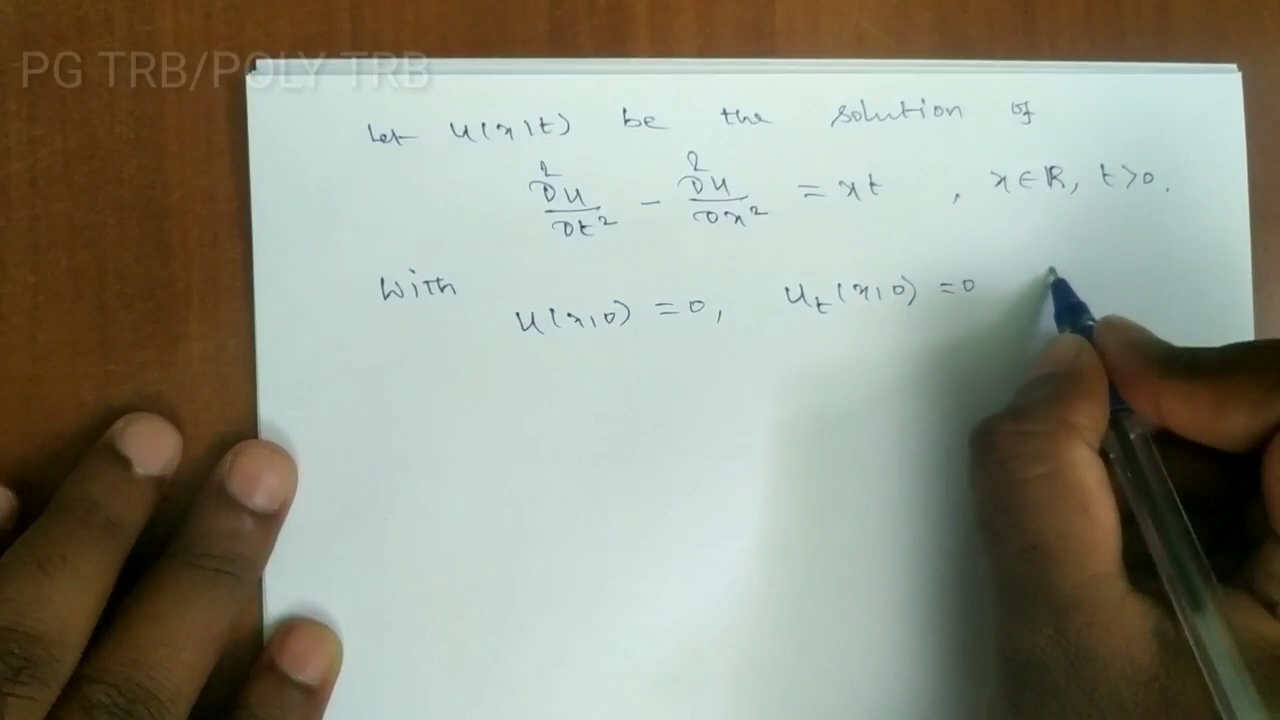 PG TRB/POLY TRB
Let u(x,t) be the solution of
∂²u/∂t² - ∂²u/∂x² = xt , x∈ℝ, t>0.
With u(x,0) = 0, u_t(x,0) = 0